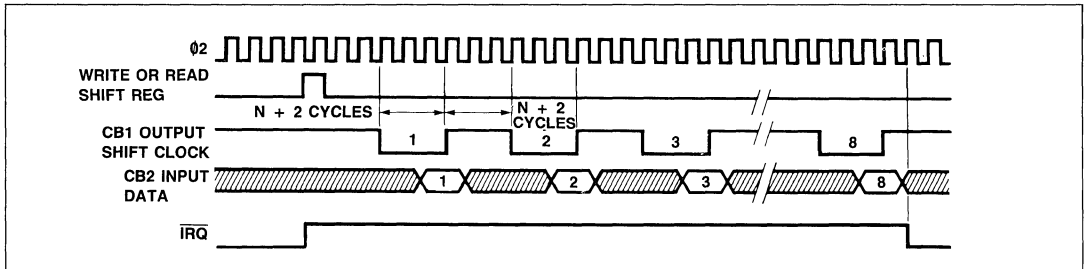 ϕ2
WRITE OR READ
SHIFT REG
N + 2 CYCLES
N + 2
CYCLES
CB1 OUTPUT
SHIFT CLOCK
1
2
3
8
CB2 INPUT
DATA
1
2
3
8
IRQ